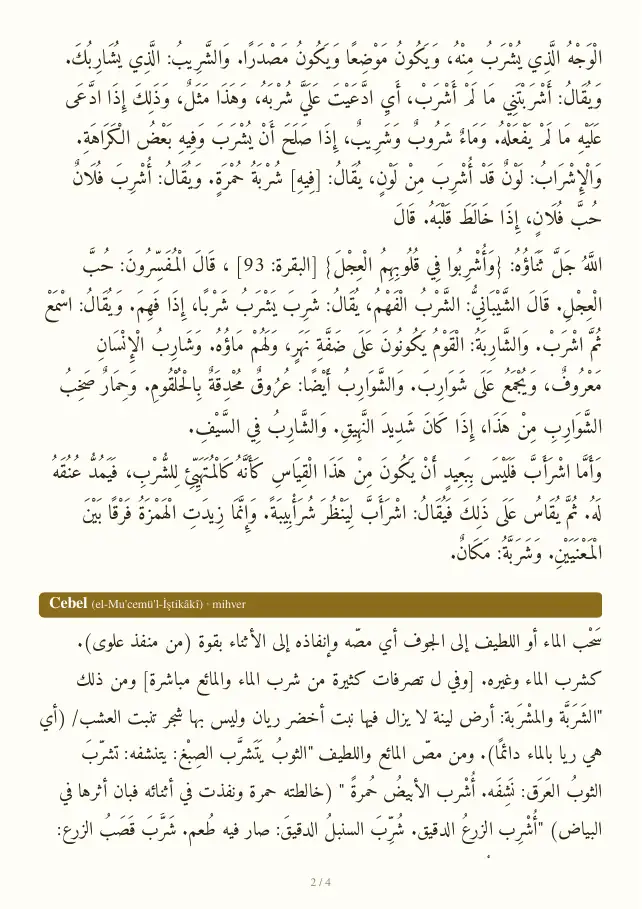 الْوَجْهُ الَّذِي يُشْرَبُ مِنْهُ، وَيَكُونُ مَوْضِعًا وَيَكُونُ مَصْدَرًا. وَالشَّرِيبُ: الَّذِي يُشَارِبُكَ.
وَيُقَالُ: أَشْرَبْتَنِي مَا لَمْ أَشْرَبْ، أَيِ ادَّعَيْتَ عَلَيَّ شُرْبَهُ، وَهَذَا مَثَلٌ، وَذَلِكَ إِذَا ادَّعَى
عَلَيْهِ مَا لَمْ يَفْعَلْهُ. وَمَاءٌ شَرُوبٌ وَشَرِيبٌ، إِذَا صَلَحَ أَنْ يُشْرَبَ وَفِيهِ بَعْضُ الْكَرَاهَةِ.
وَالْإِشْرَابُ: لَوْنٌ قَدْ أُشْرِبَ مِنْ لَوْنٍ، يُقَالُ: [فِيهِ] شُرْبَةُ حُمْرَةٍ. وَيُقَالُ: أُشْرِبَ فُلَانٌ
حُبَّ فُلَانٍ، إِذَا خَالَطَ قَلْبَهُ. قَالَ
اللَّهُ جَلَّ ثَنَاؤُهُ: {وَأُشْرِبُوا فِي قُلُوبِهِمُ الْعِجْلَ} [البقرة: 93] ، قَالَ الْمُفَسِّرُونَ: حُبَّ
الْعِجْلِ. قَالَ الشَّيْبَانِيُّ: الشَّرْبُ الْفَهْمُ، يُقَالُ: شَرِبَ يَشْرَبُ شَرْبًا، إِذَا فَهِمَ. وَيُقَالُ: اسْمَعْ
ثُمَّ اشْرَبْ. وَالشَّارِبَةُ: الْقَوْمُ يَكُونُونَ عَلَى ضَفَّةِ نَهَرٍ، وَلَهُمْ مَاؤُهُ. وَشَارِبُ الْإِنْسَانِ
مَعْرُوفٌ، وَيُجْمَعُ عَلَى شَوَارِبَ. وَالشَّوَارِبُ أَيْضًا: عُرُوقٌ مُحْدِقَةٌ بِالْحُلْقُومِ. وَحِمَارٌ صَخِبُ
الشَّوَارِبِ مِنْ هَذَا، إِذَا كَانَ شَدِيدَ النَّهِيقِ. وَالشَّارِبُ فِي السَّيْفِ.
وَأَمَّا اشْرَأَبَّ فَلَيْسَ بِبَعِيدٍ أَنْ يَكُونَ مِنْ هَذَا الْقِيَاسِ كَأَنَّهُ كَالْمُتَهَيِّئِ لِلشُّرْبِ، فَيَمُدُّ عُنُقَهُ
لَهُ. ثُمَّ يُقَاسُ عَلَى ذَلِكَ فَيُقَالُ: اشْرَأَبَّ لِيَنْظُرَ شُرَأْبِيبَةً. وَإِنَّمَا زِيدَتِ الْهَمْزَةُ فَرْقًا بَيْنَ
الْمَعْنَيَيْنِ. وَشَرَبَّةُ: مَكَانٌ.
Cebel (el-Mu'cemü'l-İştikâkî) · mihver
سَحْب الماء أو اللطيف إلى الجوف أي مصّه وإنفاذه إلى الأثناء بقوة (من منفذ علوى).
كشرب الماء وغيره. [وفي ل تصرفات كثيرة من شرب الماء والمائع مباشرة] ومن ذلك
"الشَرَبَّة والمشْرَبة: أرض لينة لا يزال فيها نبت أخضر ريان وليس بها شجر تنبت العشب/ (أي
هي ريا بالماء دائمًا). ومن مصّ المائع واللطيف "الثوبُ يَتَشرَّب الصِبْغ: يتنشفه: تشرّبَ
الثوبُ العَرَق: نَشِفَه. أُشْرب الأبيضُ حُمرةً " (خالطته حمرة ونفذت في أثنائه فبان أثرها في
البياض) "أُشْرِب الزرعُ الدقيق. شُرِّبَ السنبلُ الدقيقَ: صار فيه طُعم. شَرَّبَ قَصَبُ الزرع:
2 / 4